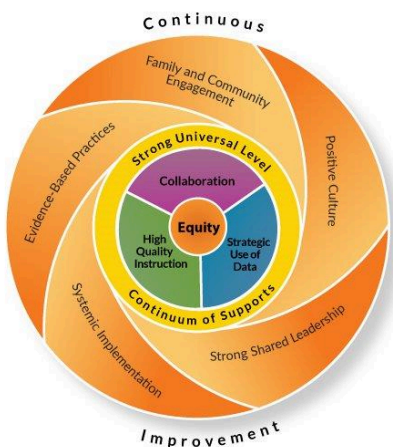 Continuous
Family and Community
Engagement
Positive Culture
Evidence-Based Practices
Strong Universal Level
Collaboration
Equity
High
Quality
Instruction
Strategic
Use of
Data
Continuum of Supports
Systemic Implementation
Strong Shared Leadership
Improvement